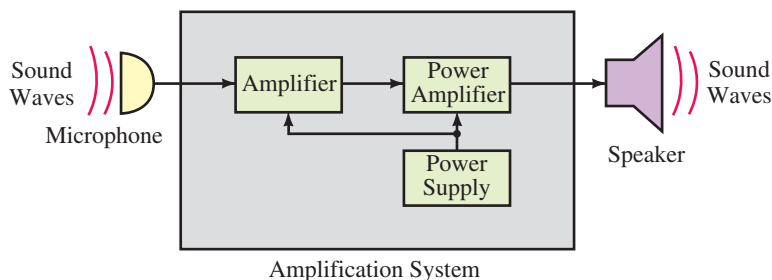 Sound
Waves
Microphone
Amplifier
Power
Amplifier
Power
Supply
Speaker
Sound
Waves
Amplification System